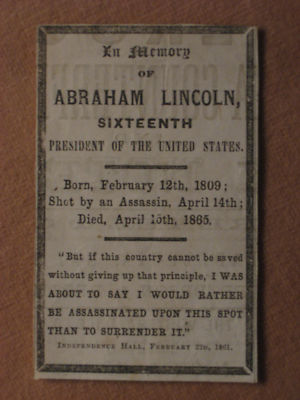 In Memory
OF
ABRAHAM LINCOLN,
SIXTEENTH
PRESIDENT OF THE UNITED STATES.
Born, February 12th, 1809;
Shot by an Assassin, April 14th;
Died, April 15th, 1865.
"But if this country cannot be saved
without giving up that principle, I WAS
ABOUT TO SAY I WOULD RATHER
BE ASSASSINATED UPON THIS SPOT
THAN TO SURRENDER IT."
INDEPENDENCE HALL, FEBRUARY 22D, 1861.